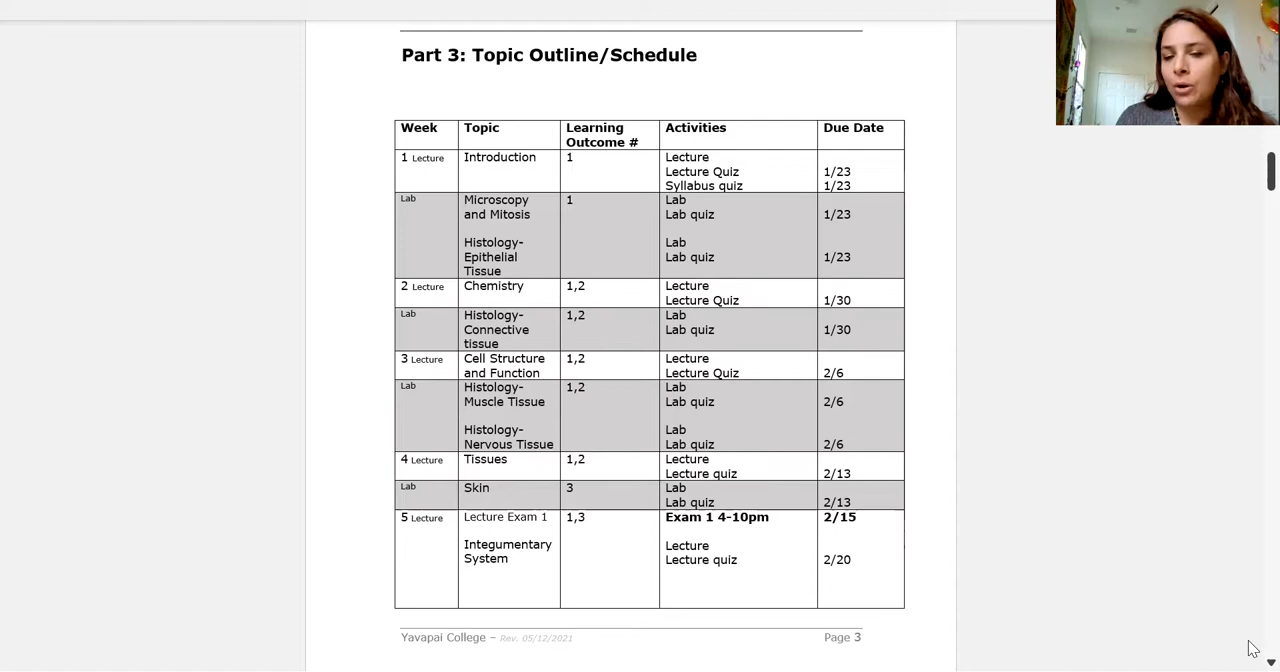 Part 3: Topic Outline/Schedule
Week Topic Learning Outcome # Activities Due Date
1 Lecture Introduction 1 Lecture
Lecture Quiz 1/23
Syllabus quiz 1/23
Lab Microscopy 1 Lab
and Mitosis Lab quiz 1/23
Histology- Lab
Epithelial Lab quiz 1/23
Tissue
2 Lecture Chemistry 1,2 Lecture
Lecture Quiz 1/30
Lab Histology- 1,2 Lab
Connective Lab quiz 1/30
tissue
3 Lecture Cell Structure 1,2 Lecture
and Function Lecture Quiz 2/6
Lab Histology- 1,2 Lab
Muscle Tissue Lab quiz 2/6
Histology- Lab
Nervous Tissue Lab quiz 2/6
4 Lecture Tissues 1,2 Lecture
Lecture quiz 2/13
Lab Skin 3 Lab
Lab quiz 2/13
5 Lecture Lecture Exam 1 1,3 Exam 1 4-10pm 2/15
Integumentary Lecture
System Lecture quiz 2/20
Yavapai College – Rev. 05/12/2021 Page 3